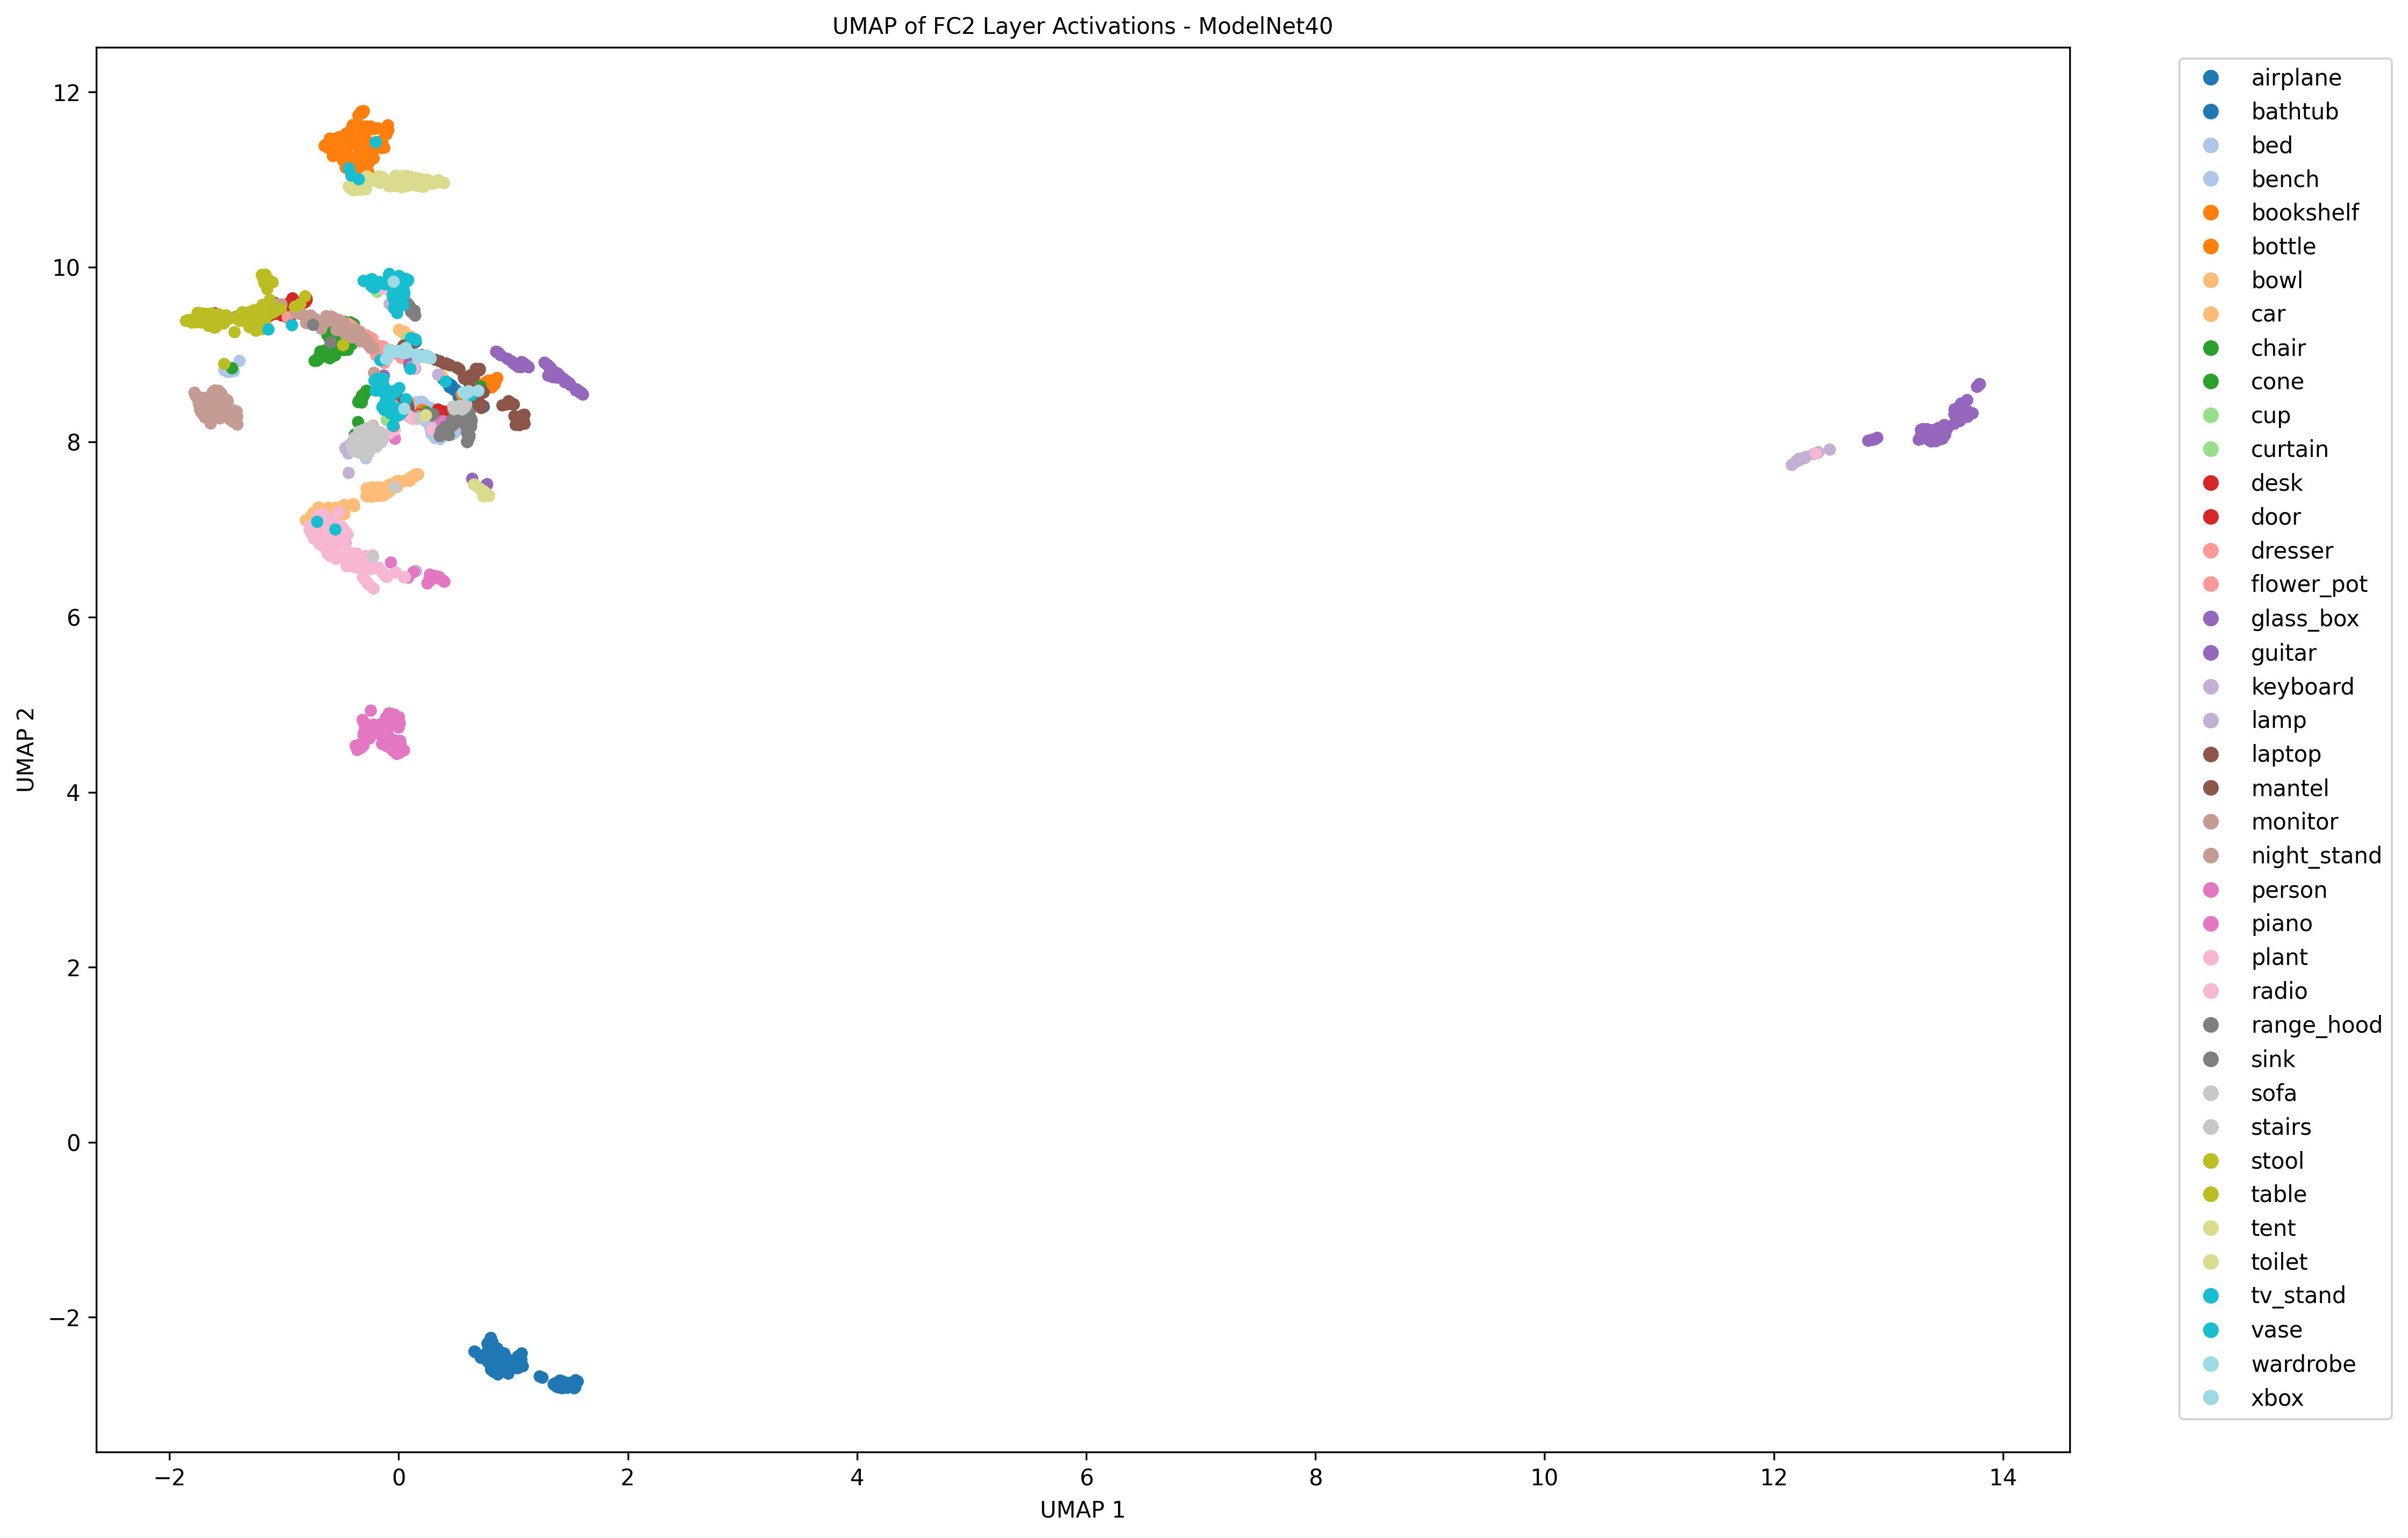 UMAP of FC2 Layer Activations - ModelNet40
12
10
8
6
4
2
0
−2
UMAP 2
−2
0
2
4
6
8
10
12
14
UMAP 1
airplane
bathtub
bed
bench
bookshelf
bottle
bowl
car
chair
cone
cup
curtain
desk
door
dresser
flower_pot
glass_box
guitar
keyboard
lamp
laptop
mantel
monitor
night_stand
person
piano
plant
radio
range_hood
sink
sofa
stairs
stool
table
tent
toilet
tv_stand
vase
wardrobe
xbox